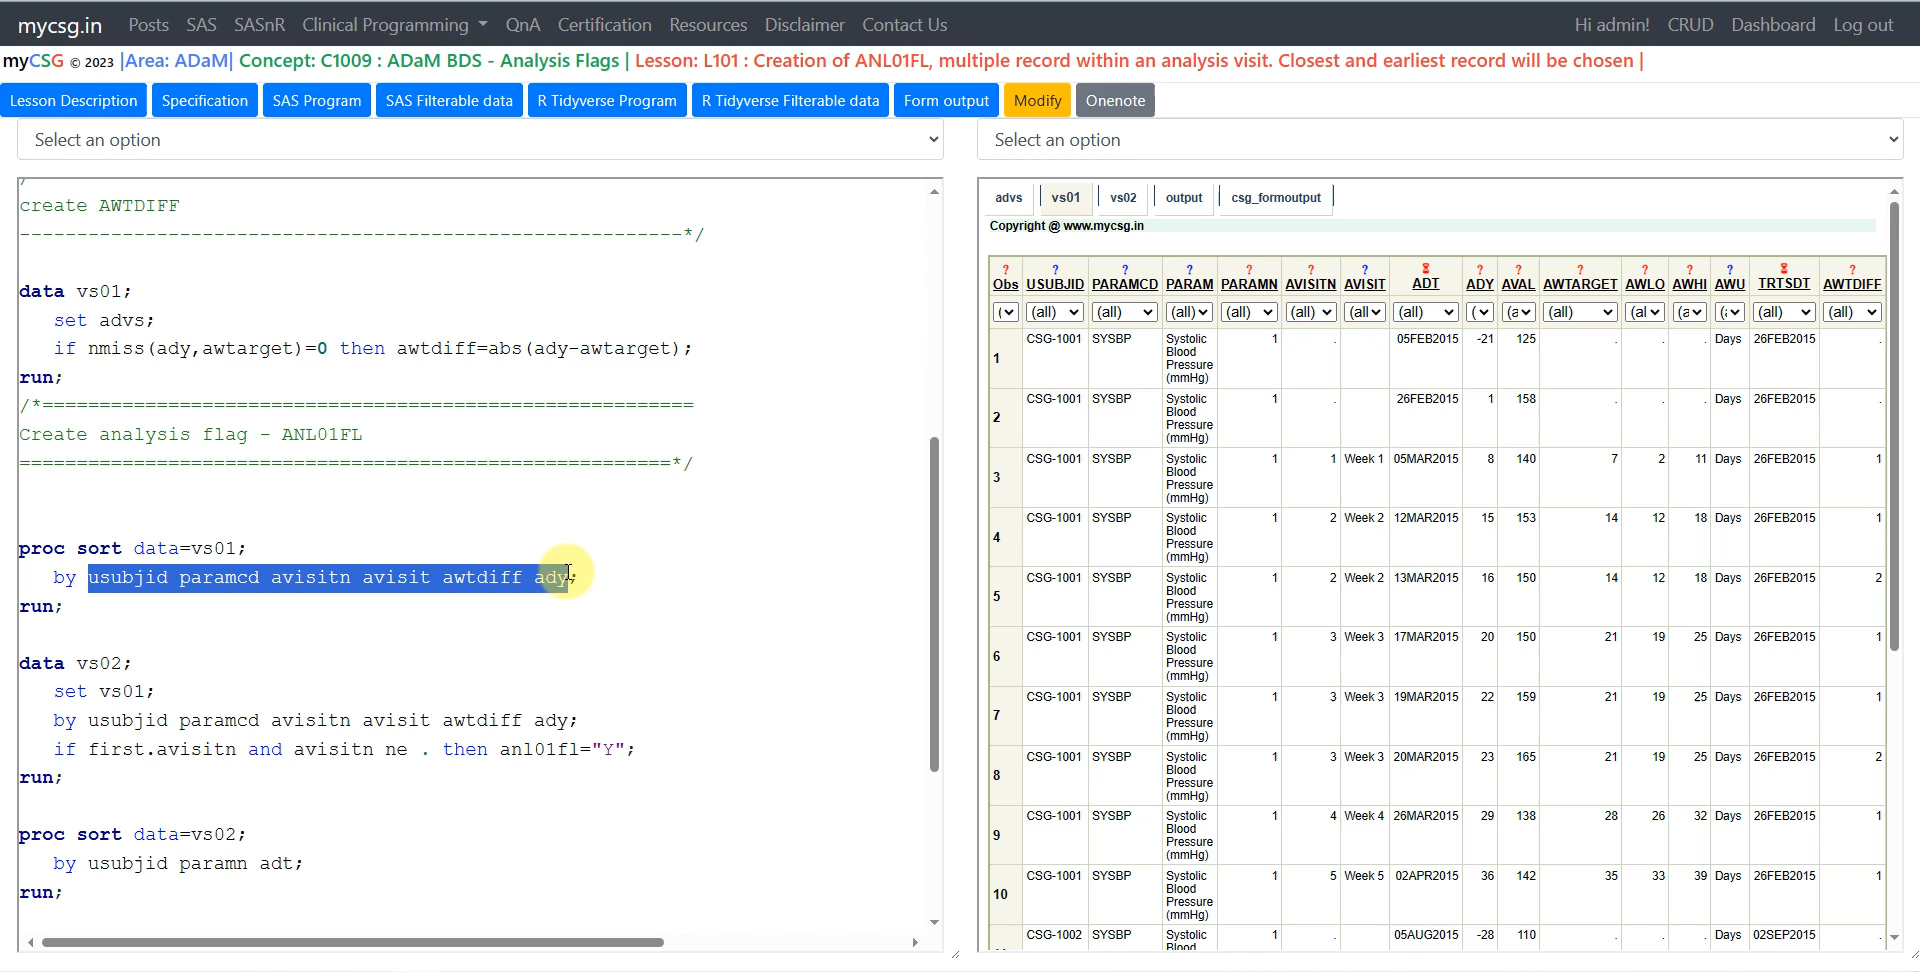 mycsg.in Posts SAS SASnR Clinical Programming QnA Certification Resources Disclaimer Contact Us Hi admin! CRUD Dashboard Log out
myCSG © 2023 |Area: ADaM| Concept: C1009 : ADaM BDS - Analysis Flags | Lesson: L101 : Creation of ANL01FL, multiple record within an analysis visit. Closest and earliest record will be chosen |
Lesson Description Specification SAS Program SAS Filterable data R Tidyverse Program R Tidyverse Filterable data Form output Modify Onenote
Select an option
/
create AWTDIFF
----------------------------------------------------------*/
data vs01;
set advs;
if nmiss(ady,awtarget)=0 then awtdiff=abs(ady-awtarget);
run;
/*=========================================================
Create analysis flag - ANL01FL
=========================================================*/
proc sort data=vs01;
by usubjid paramcd avisitn avisit awtdiff ady;
run;
data vs02;
set vs01;
by usubjid paramcd avisitn avisit awtdiff ady;
if first.avisitn and avisitn ne . then anl01fl="Y";
run;
proc sort data=vs02;
by usubjid paramn adt;
run;
Select an option
advs vs01 vs02 output csg_formoutput
Copyright @ www.mycsg.in
? ? ? ? ? ? ? ? ? ? ? ? ? ? ?
Obs USUBJID PARAMCD PARAM PARAMN AVISITN AVISIT ADT ADY AVAL AWTARGET AWLO AWHI AWU TRTSDT AWTDIFF
( (all) (all) (all) (all) (all) (all (all) ( (a (all) (al (a (a (all) (all)
1 CSG-1001 SYSBP Systolic Blood Pressure (mmHg) 1 . 05FEB2015 -21 125 . . . Days 26FEB2015 .
2 CSG-1001 SYSBP Systolic Blood Pressure (mmHg) 1 . 26FEB2015 1 158 . . . Days 26FEB2015 .
3 CSG-1001 SYSBP Systolic Blood Pressure (mmHg) 1 1 Week 1 05MAR2015 8 140 7 2 11 Days 26FEB2015 1
4 CSG-1001 SYSBP Systolic Blood Pressure (mmHg) 1 2 Week 2 12MAR2015 15 153 14 12 18 Days 26FEB2015 1
5 CSG-1001 SYSBP Systolic Blood Pressure (mmHg) 1 2 Week 2 13MAR2015 16 150 14 12 18 Days 26FEB2015 2
6 CSG-1001 SYSBP Systolic Blood Pressure (mmHg) 1 3 Week 3 17MAR2015 20 150 21 19 25 Days 26FEB2015 1
7 CSG-1001 SYSBP Systolic Blood Pressure (mmHg) 1 3 Week 3 19MAR2015 22 159 21 19 25 Days 26FEB2015 1
8 CSG-1001 SYSBP Systolic Blood Pressure (mmHg) 1 3 Week 3 20MAR2015 23 165 21 19 25 Days 26FEB2015 2
9 CSG-1001 SYSBP Systolic Blood Pressure (mmHg) 1 4 Week 4 26MAR2015 29 138 28 26 32 Days 26FEB2015 1
10 CSG-1001 SYSBP Systolic Blood Pressure (mmHg) 1 5 Week 5 02APR2015 36 142 35 33 39 Days 26FEB2015 1
CSG-1002 SYSBP Systolic Blood 1 . 05AUG2015 -28 110 . . . Days 02SEP2015 .